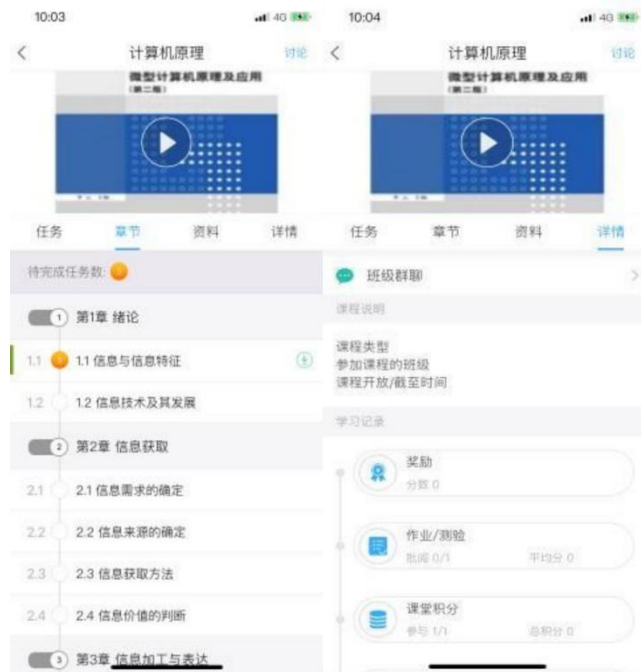 10:03
4G
计算机原理
讨论
微型计算机原理及应用
(第二版)
任务
章节
资料
详情
待完成任务数:
1 第1章 绪论
1.1 1.1 信息与信息特征
1.2 1.2 信息技术及其发展
2 第2章 信息获取
2.1 2.1 信息需求的确定
2.2 2.2 信息来源的确定
2.3 2.3 信息获取方法
2.4 2.4 信息价值的判断
3 第3章 信息加工与表达
10:04
4G
计算机原理
讨论
微型计算机原理及应用
(第二版)
任务
章节
资料
详情
班级群聊
课程说明
课程类型
参加课程的班级
课程开放/截至时间
学习记录
奖励
分数 0
作业/测验
批阅 0/1 平均分 0
课堂积分
参与 1/1 总积分 0